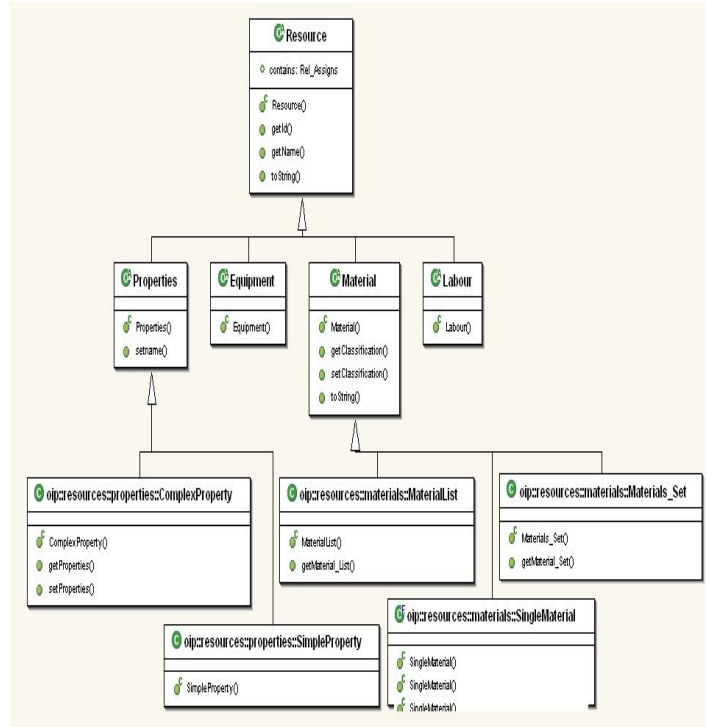 Resource
contains: Rel_Assigns
Resource()
getId()
getName()
toString()
Properties
Properties()
setname()
Equipment
Equipment()
Material
Material()
getClassification()
setClassification()
toString()
Labour
Labour()
oip::resources::properties::ComplexProperty
ComplexProperty()
getProperties()
setProperties()
oip::resources::materials::MaterialList
MaterialList()
getMaterial_List()
oip::resources::materials::Materials_Set
Materials_Set()
getMaterial_Set()
oip::resources::properties::SimpleProperty
SimpleProperty()
oip::resources::materials::SingleMaterial
SingleMaterial()
SingleMaterial()
SingleMaterial()